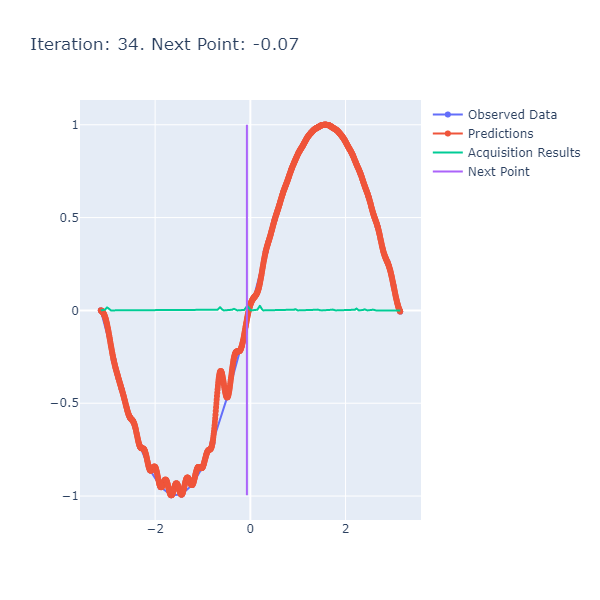 Iteration: 34. Next Point: -0.07
Observed Data
Predictions
Acquisition Results
Next Point
1
0.5
0
−0.5
−1
−2
0
2